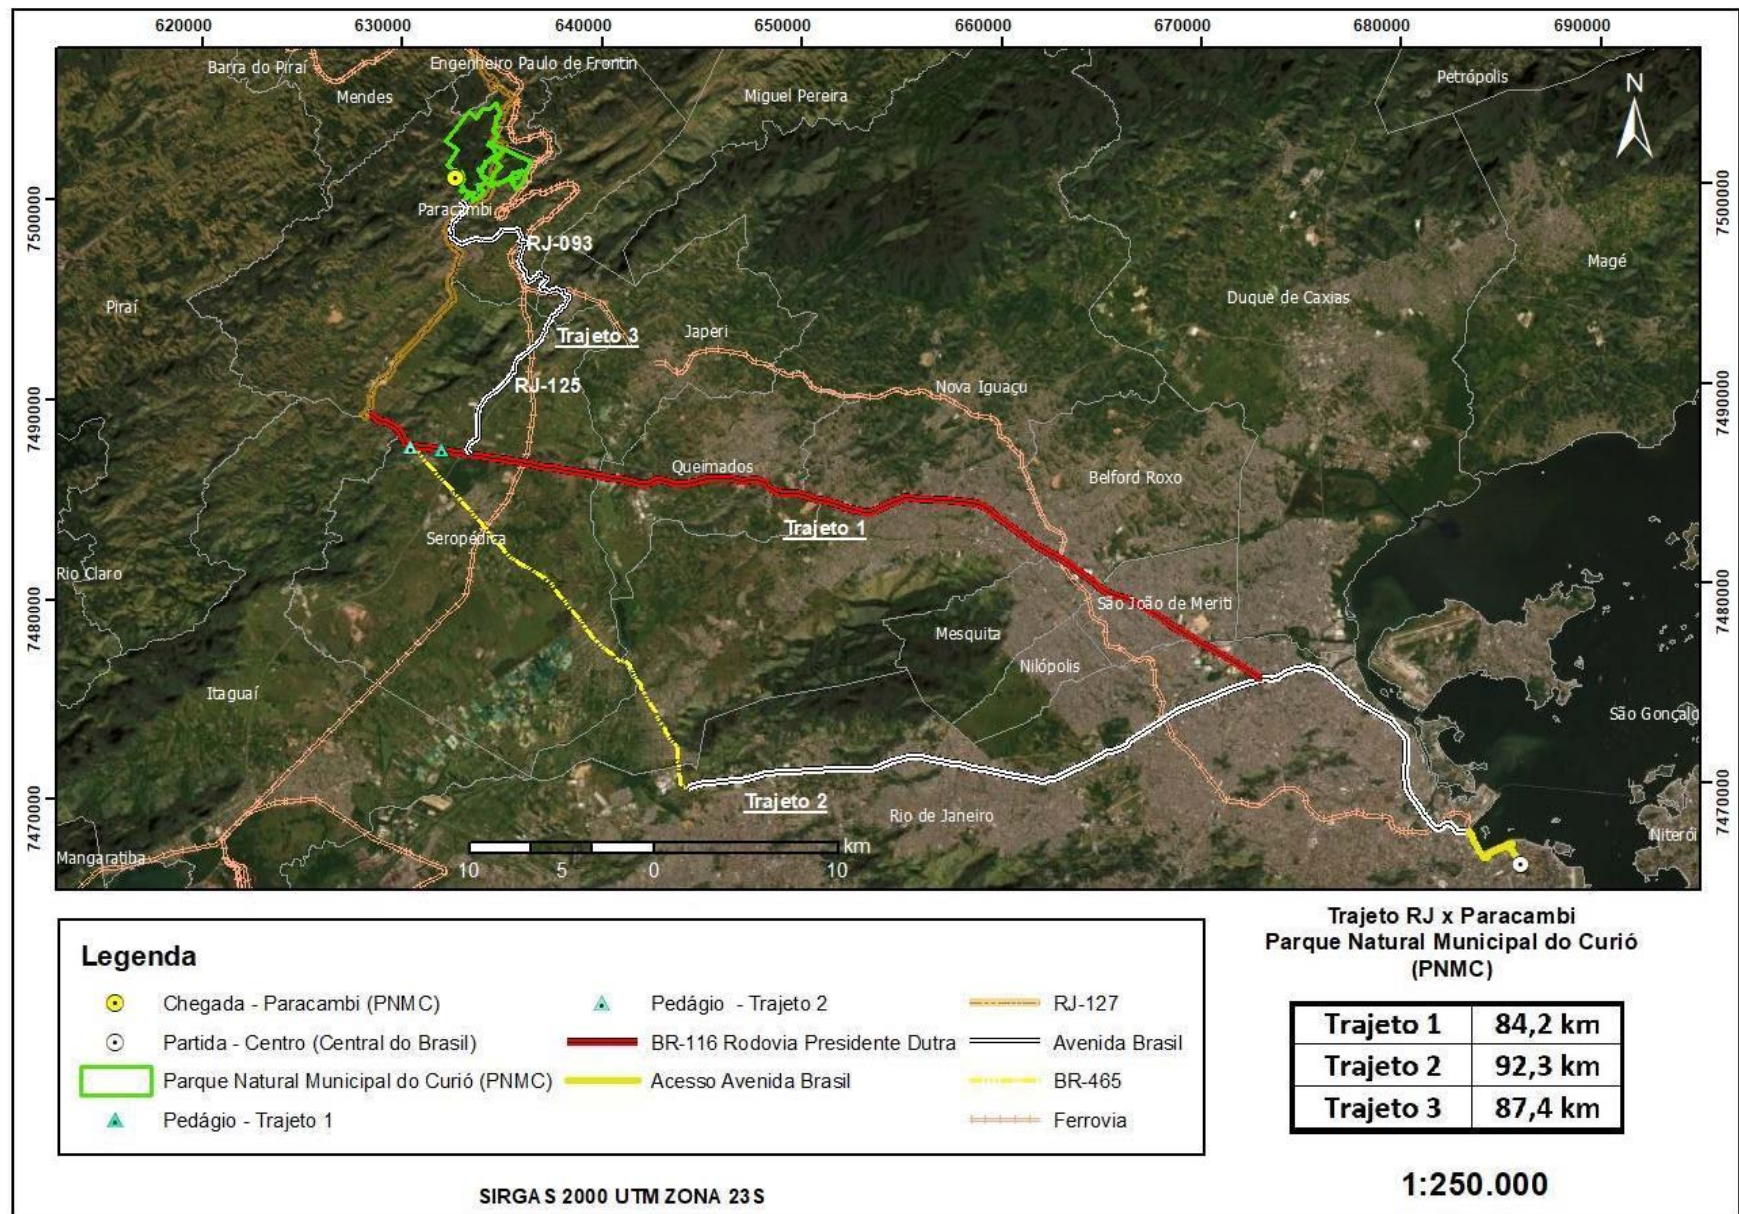 620000 630000 640000 650000 660000 670000 680000 690000
Barra do Piraí
Engenheiro Paulo de Frontin
Mendes
Miguel Pereira
Petrópolis
N
7500000
7500000
Paracambi
RJ-093
Magé
Piraí
Duque de Caxias
Trajeto 3
Japeri
RJ-125
Nova Iguaçu
7490000
7490000
Queimados
Belford Roxo
Trajeto 1
Seropédica
Rio Claro
7480000
7480000
São João de Meriti
Mesquita
Nilópolis
Itaguaí
São Gonçalo
Trajeto 2
Rio de Janeiro
7470000
7470000
Niterói
Mangaratiba
km
10 5 0 10
Legenda
Chegada - Paracambi (PNMC)
Partida - Centro (Central do Brasil)
Parque Natural Municipal do Curió (PNMC)
Pedágio - Trajeto 1
Pedágio - Trajeto 2
BR-116 Rodovia Presidente Dutra
Acesso Avenida Brasil
RJ-127
Avenida Brasil
BR-465
Ferrovia
Trajeto RJ x Paracambi
Parque Natural Municipal do Curió
(PNMC)
Trajeto 1 84,2 km
Trajeto 2 92,3 km
Trajeto 3 87,4 km
SIRGAS 2000 UTM ZONA 23S
1:250.000